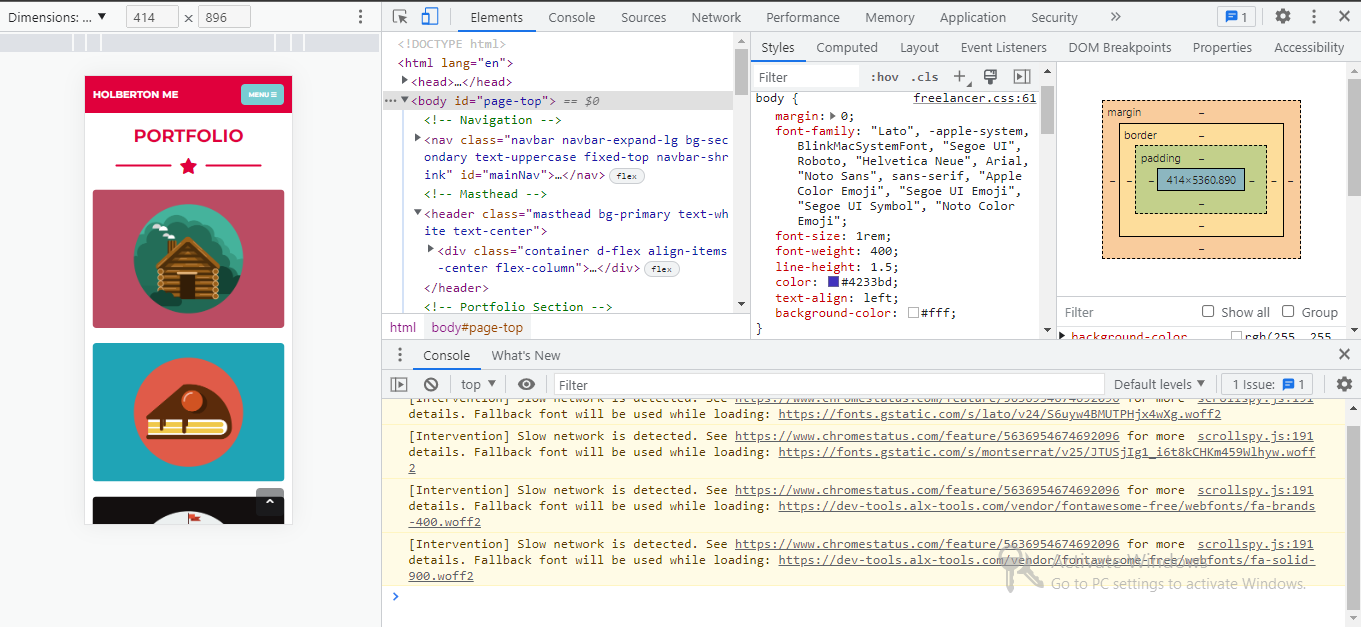 Dimensions: ... ▼ 414 × 896
Elements Console Sources Network Performance Memory Application Security » 1
HOLBERTON ME
MENU
PORTFOLIO
<!DOCTYPE html>
<html lang="en">
<head>…</head>
<body id="page-top"> == $0
<!-- Navigation -->
<nav class="navbar navbar-expand-lg bg-sec
ondary text-uppercase fixed-top navbar-shr
ink" id="mainNav">…</nav> flex
<!-- Masthead -->
<header class="masthead bg-primary text-wh
ite text-center">
<div class="container d-flex align-items
-center flex-column">…</div> flex
</header>
<!-- Portfolio Section -->
html body#page-top
Styles Computed Layout Event Listeners DOM Breakpoints Properties Accessibility
Filter :hov .cls +
body { freelancer.css:61
margin: 0;
font-family: "Lato", -apple-system,
BlinkMacSystemFont, "Segoe UI",
Roboto, "Helvetica Neue", Arial,
"Noto Sans", sans-serif, "Apple
Color Emoji", "Segoe UI Emoji",
"Segoe UI Symbol", "Noto Color
Emoji";
font-size: 1rem;
font-weight: 400;
line-height: 1.5;
color: #4233bd;
text-align: left;
background-color: #fff;
}
margin –
border –
padding –
– – – 414×5360.890 – – –
–
–
–
Filter Show all Group
background-color rgb(255, 255,
Console What's New
top ▼ Filter Default levels ▼ 1 Issue: 1
[Intervention] Slow network is detected. See https://www.chromestatus.com/feature/5636954674692096 for more scrollspy.js:191
details. Fallback font will be used while loading: https://fonts.gstatic.com/s/lato/v24/S6uyw4BMUTPHjx4wXg.woff2
[Intervention] Slow network is detected. See https://www.chromestatus.com/feature/5636954674692096 for more scrollspy.js:191
details. Fallback font will be used while loading: https://fonts.gstatic.com/s/montserrat/v25/JTUSjIg1_i6t8kCHKm459Wlhyw.woff
2
[Intervention] Slow network is detected. See https://www.chromestatus.com/feature/5636954674692096 for more scrollspy.js:191
details. Fallback font will be used while loading: https://dev-tools.alx-tools.com/vendor/fontawesome-free/webfonts/fa-brands
-400.woff2
[Intervention] Slow network is detected. See https://www.chromestatus.com/feature/5636954674692096 for more scrollspy.js:191
details. Fallback font will be used while loading: https://dev-tools.alx-tools.com/vendor/fontawesome-free/webfonts/fa-solid-
900.woff2
Activate Windows
Go to PC settings to activate Windows.